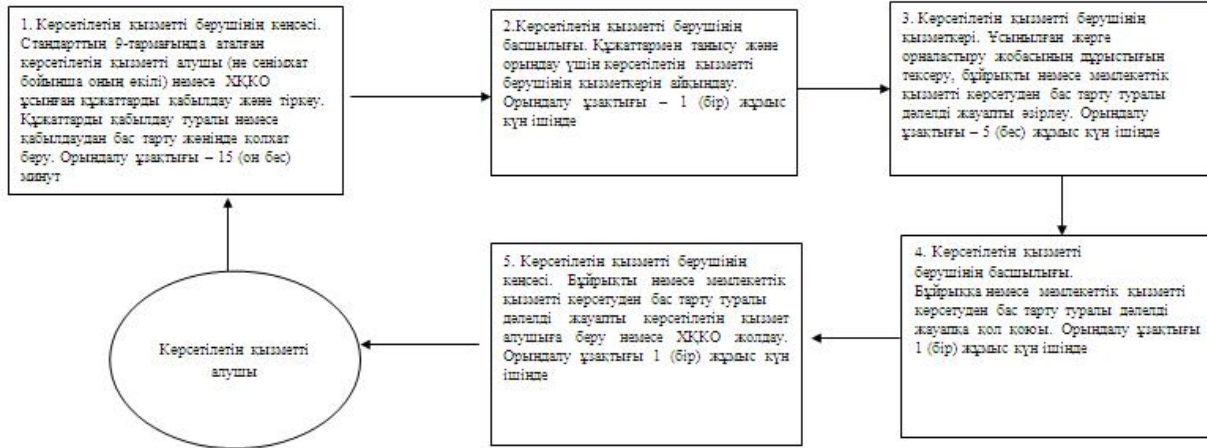 1. Көрсетілетін қызметті берушінің кеңсесі.
Стандарттың 9-тармағында аталған
көрсетілетін қызметті алушы (не сенімхат
бойынша оның өкілі) немесе ХҚКО
ұсынған құжаттарды қабылдау және тіркеу.
Құжаттарды қабылдау туралы немесе
қабылдаудан бас тарту жөнінде қолхат
беру. Орындалу ұзақтығы – 15 (он бес)
минут
2.Көрсетілетін қызметті берушінің
басшылығы. Құжаттармен танысу және
орындау үшін көрсетілетін қызметті
берушінің қызметкерін айқындау.
Орындалу ұзақтығы – 1 (бір) жұмыс
күн ішінде
3. Көрсетілетін қызметті берушінің
қызметкері. Ұсынылған жерге
орналастыру жобасының дұрыстығын
тексеру, бұйрықты немесе мемлекеттік
қызметті көрсетуден бас тарту туралы
дәлелді жауапты әзірлеу. Орындалу
ұзақтығы – 5 (бес) жұмыс күн ішінде
4. Көрсетілетін қызметті
берушінің басшылығы.
Бұйрыққа немесе мемлекеттік қызметті
көрсетуден бас тарту туралы дәлелді
жауапқа қол қоюы. Орындалу ұзақтығы
1 (бір) жұмыс күн ішінде
5. Көрсетілетін қызметті берушінің
кеңсесі. Бұйрықты немесе мемлекеттік
қызметті көрсетуден бас тарту туралы
дәлелді жауапты көрсетілетін қызмет
алушыға беру немесе ХҚКО жолдау.
Орындалу ұзақтығы 1 (бір) жұмыс күн
ішінде
Көрсетілетін қызметті
алушы